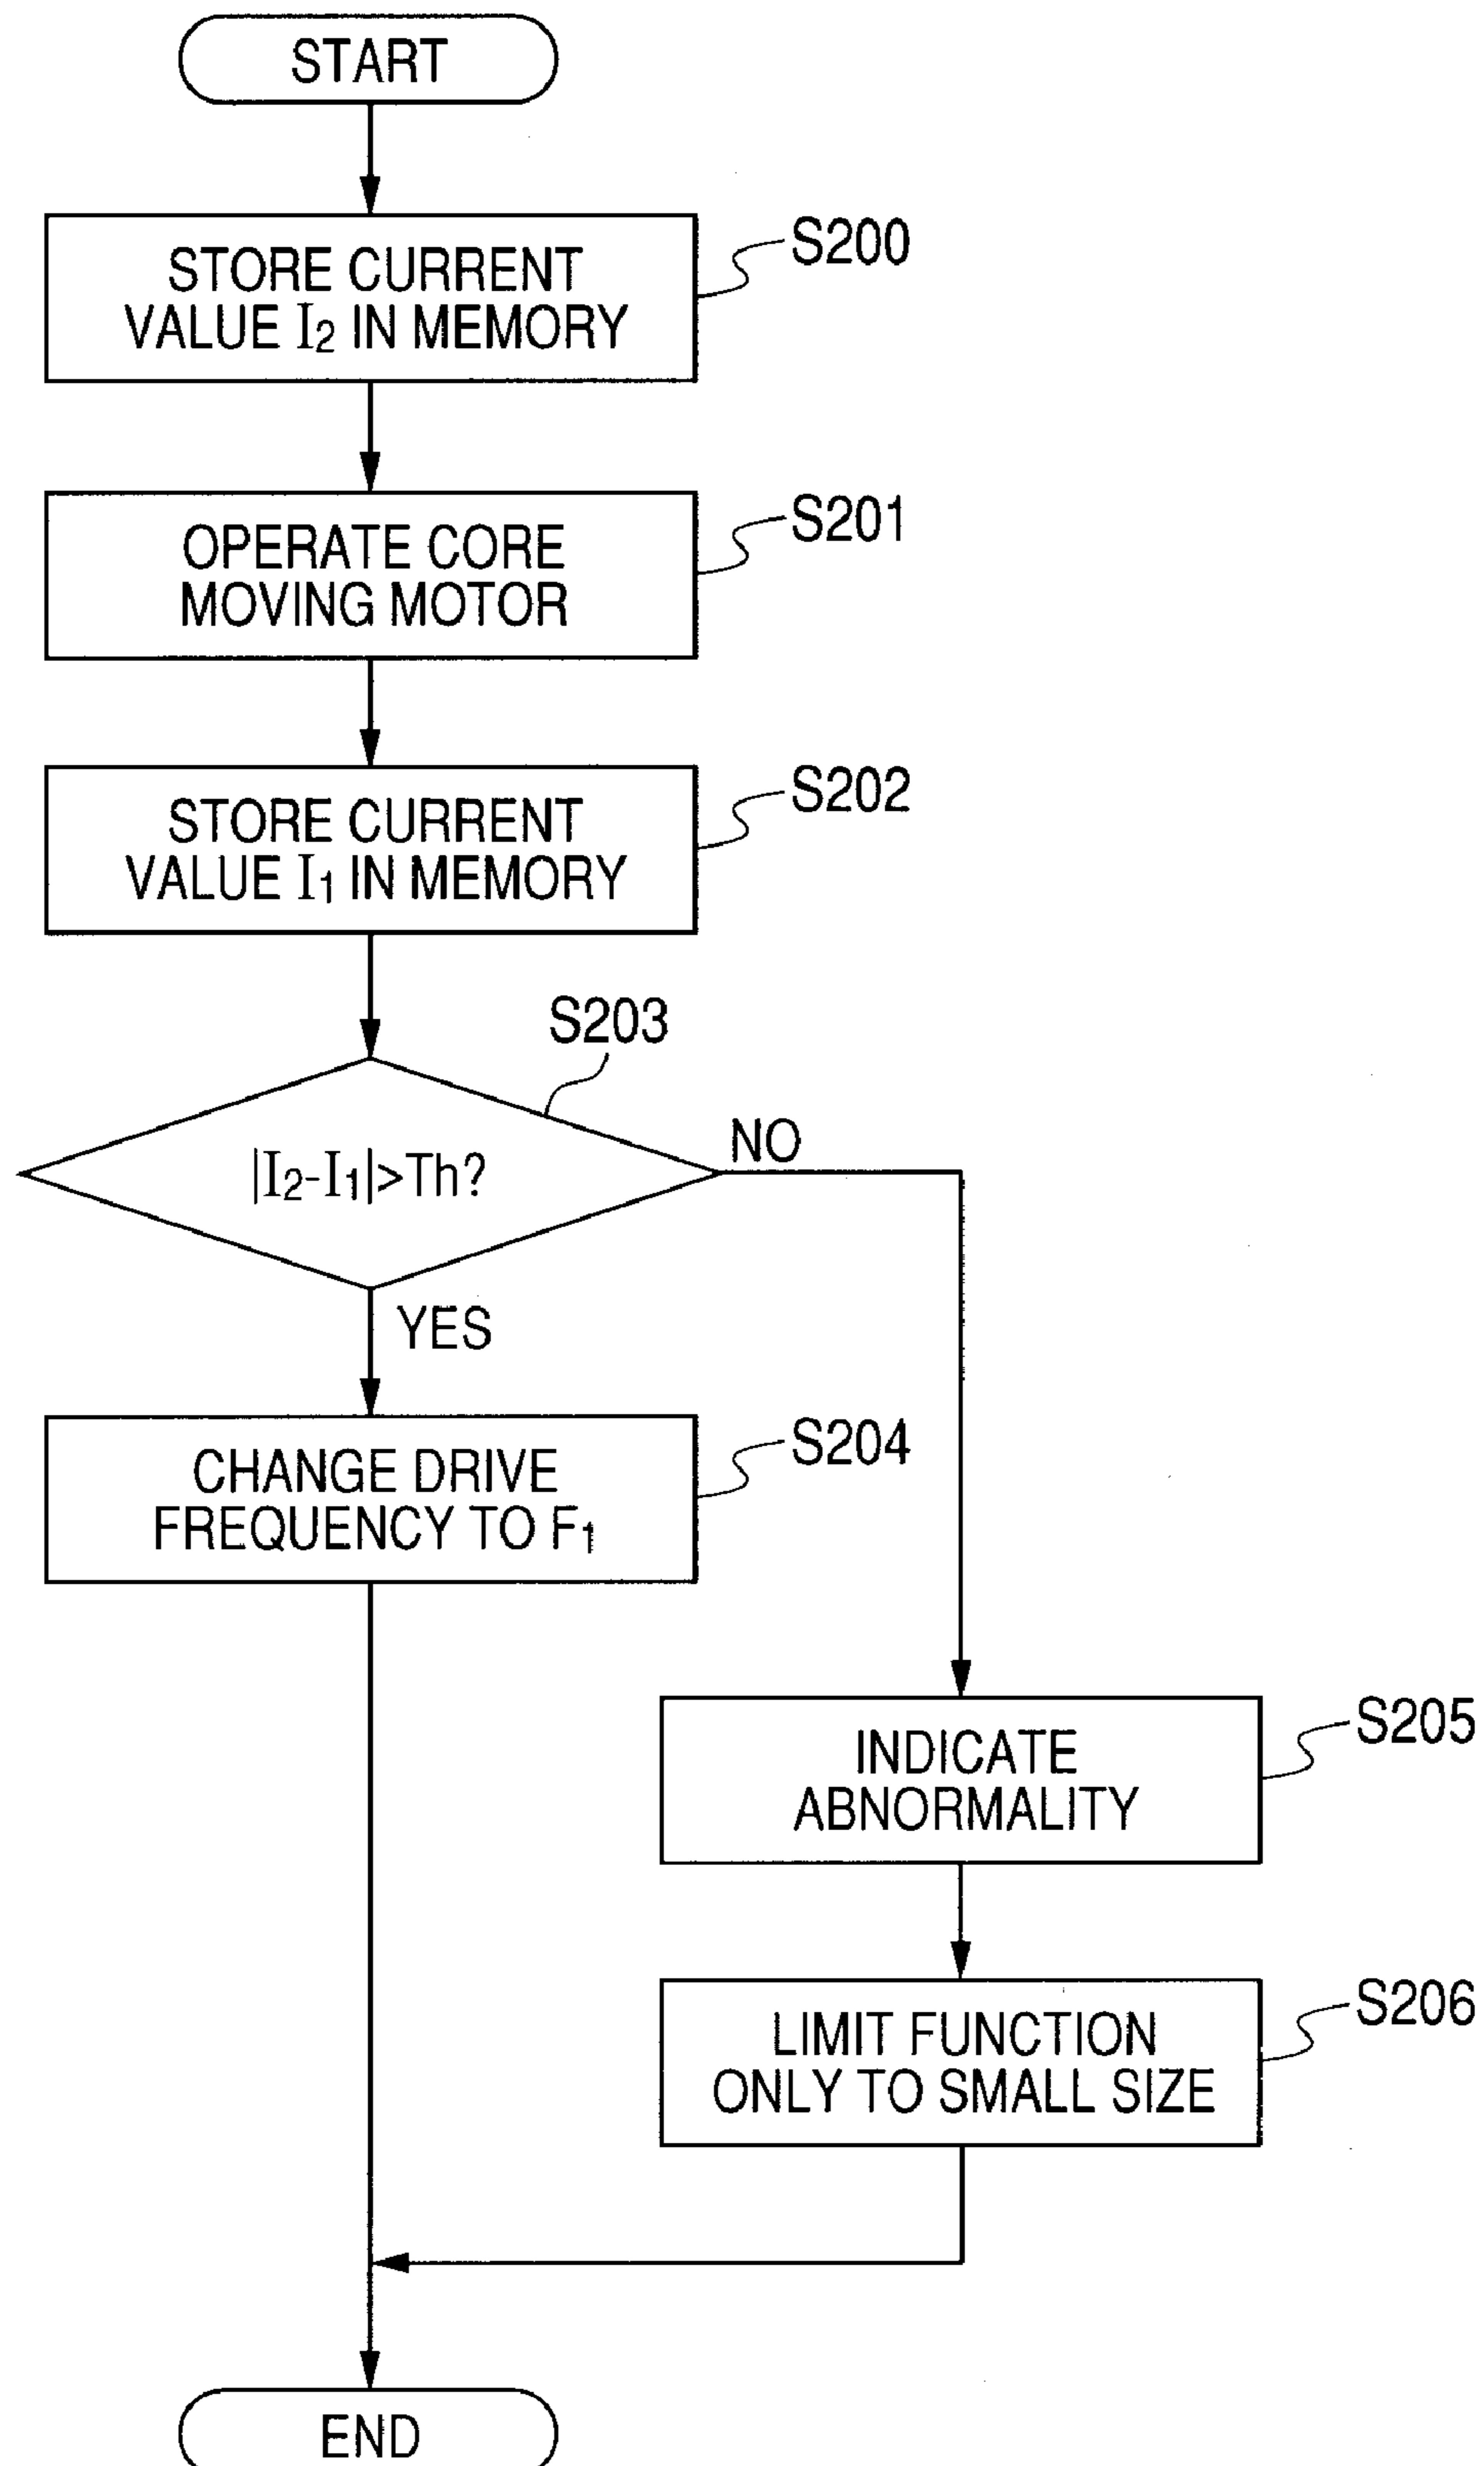 START
STORE CURRENT
VALUE I₂ IN MEMORY
S200
OPERATE CORE
MOVING MOTOR
S201
STORE CURRENT
VALUE I₁ IN MEMORY
S202
S203
|I₂-I₁|>Th?
NO
YES
CHANGE DRIVE
FREQUENCY TO F₁
S204
INDICATE
ABNORMALITY
S205
LIMIT FUNCTION
ONLY TO SMALL SIZE
S206
END